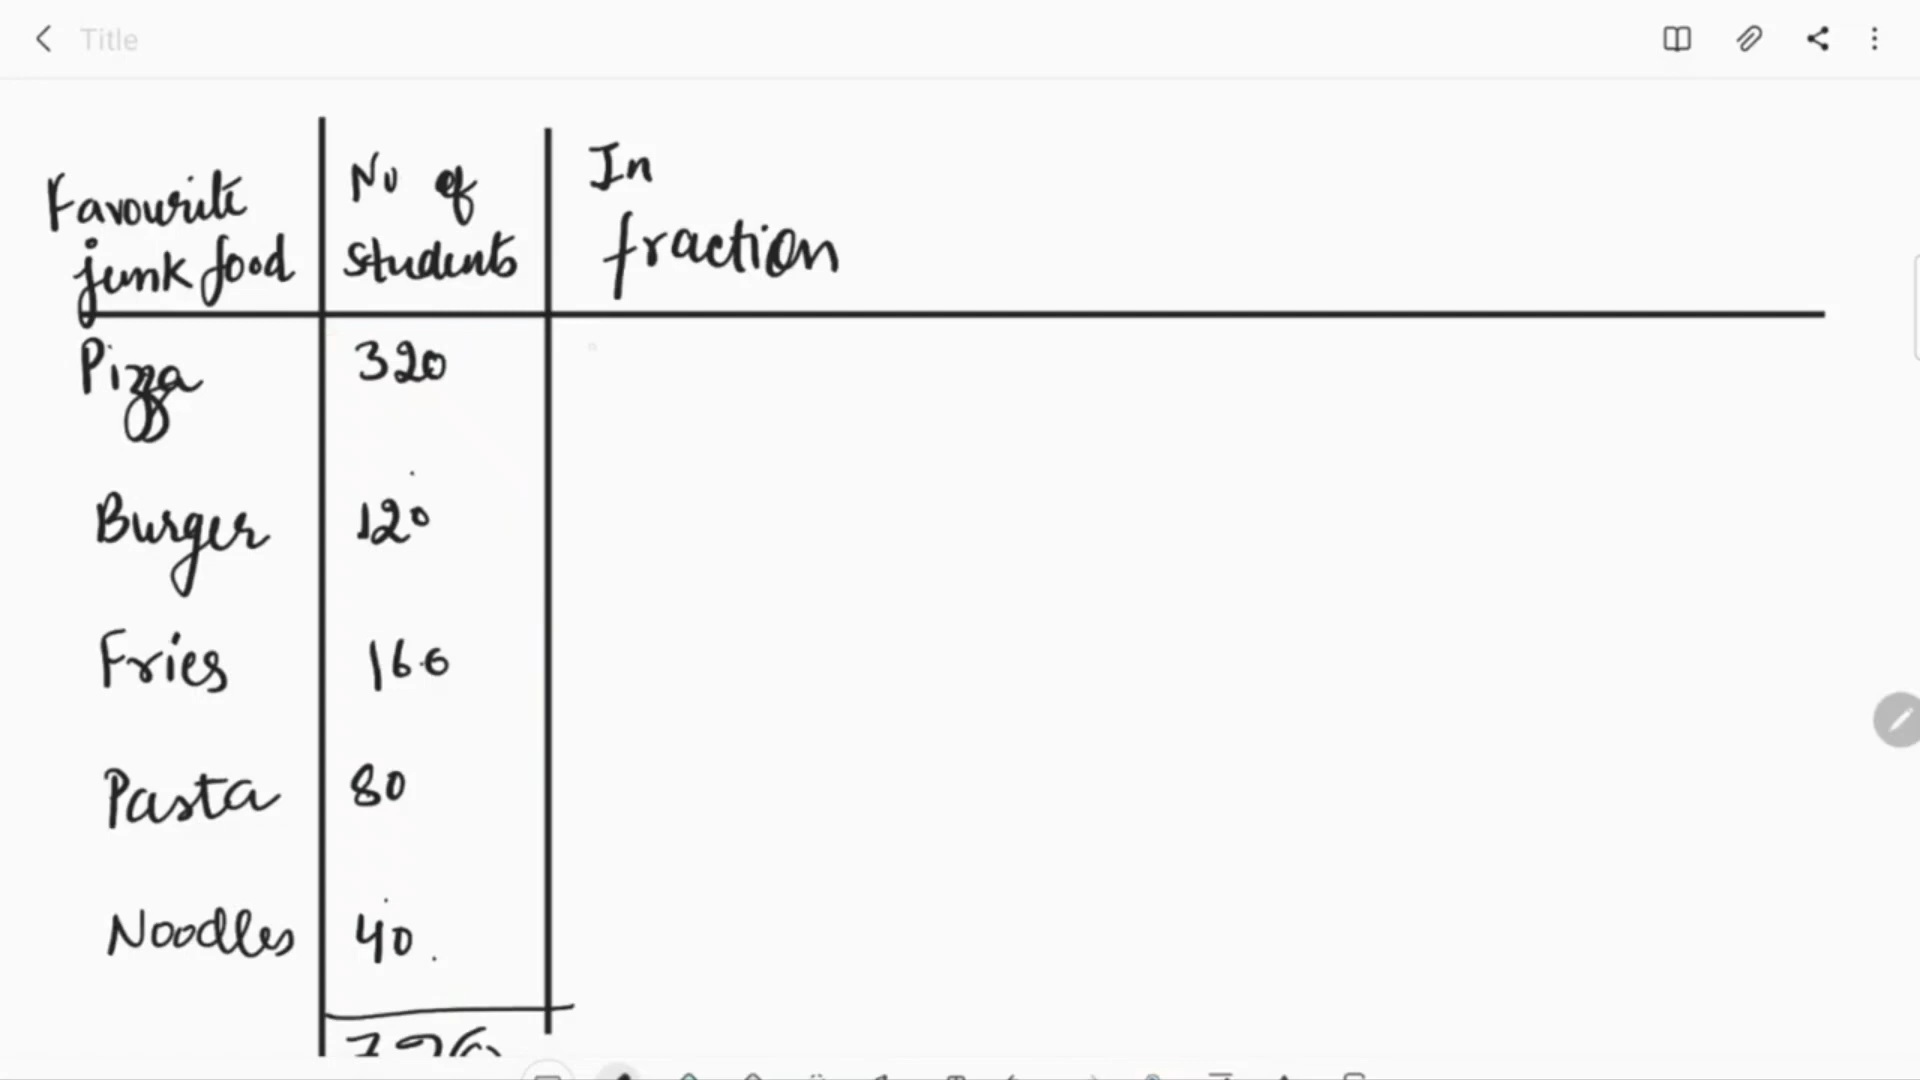 Title
Favourite
junk food
No of
students
In
fraction
Pizza 320
Burger 120
Fries 160
Pasta 80
Noodles 40
720